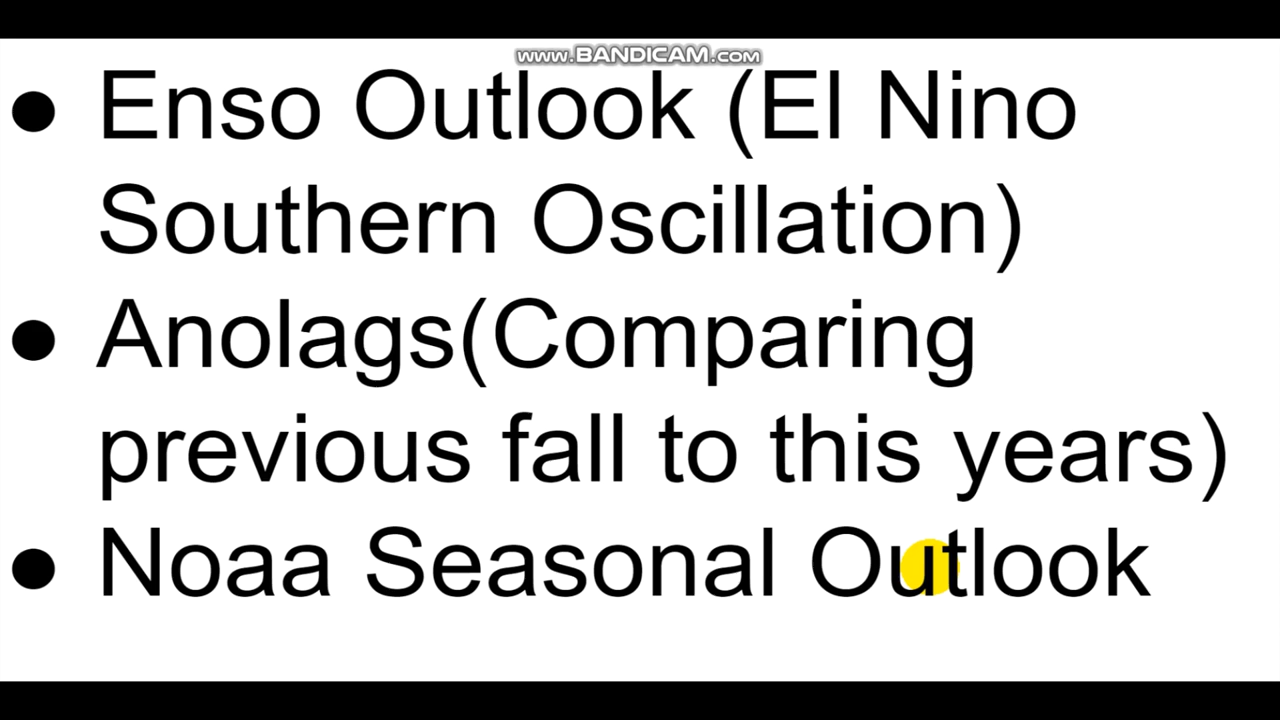 www.BANDICAM.com
● Enso Outlook (El Nino
Southern Oscillation)
● Anolags(Comparing
previous fall to this years)
● Noaa Seasonal Outlook